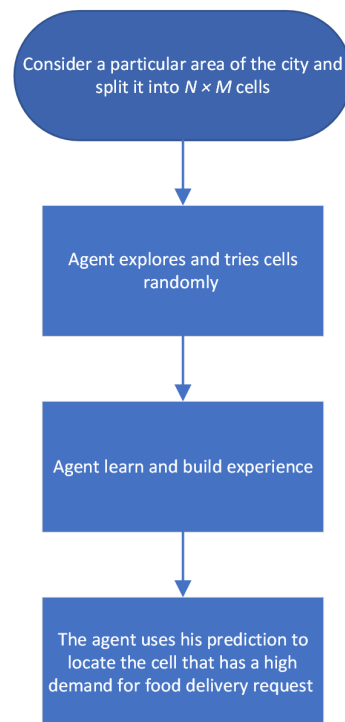 Consider a particular area of the city and
split it into N × M cells
Agent explores and tries cells
randomly
Agent learn and build experience
The agent uses his prediction to
locate the cell that has a high
demand for food delivery request